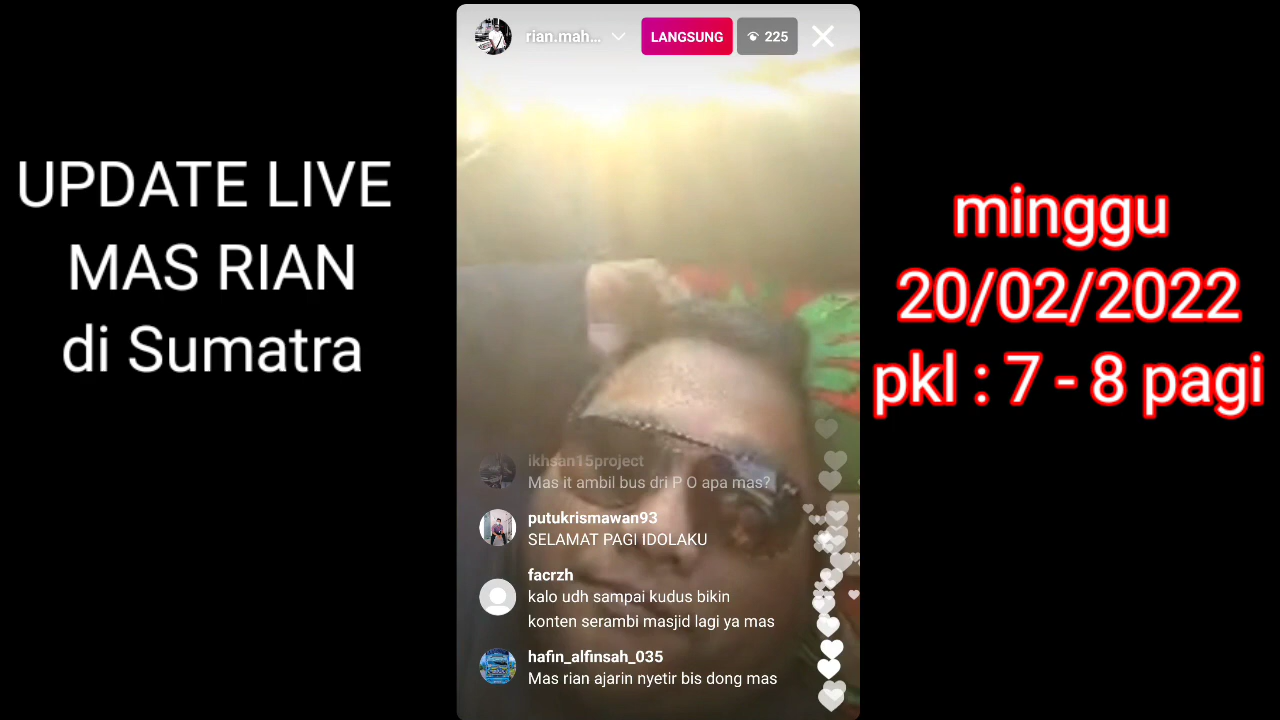 UPDATE LIVE
MAS RIAN
di Sumatra
rian.mah...
LANGSUNG
225
ikhsan15project
Mas it ambil bus dri P O apa mas?
putukrismawan93
SELAMAT PAGI IDOLAKU
facrzh
kalo udh sampai kudus bikin
konten serambi masjid lagi ya mas
hafin_alfinsah_035
Mas rian ajarin nyetir bis dong mas
minggu
20/02/2022
pkl : 7 - 8 pagi